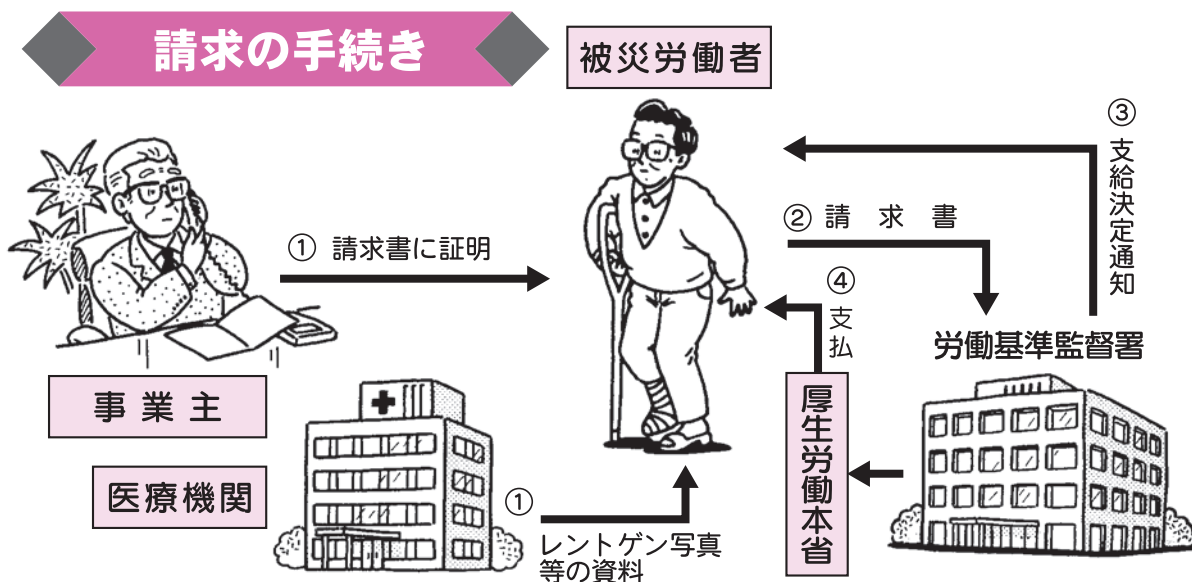 請求の手続き
被災労働者
① 請求書に証明
事業主
医療機関
①
レントゲン写真
等の資料
② 請求書
③支給決定通知
④支払
労働基準監督署
厚生労働本省